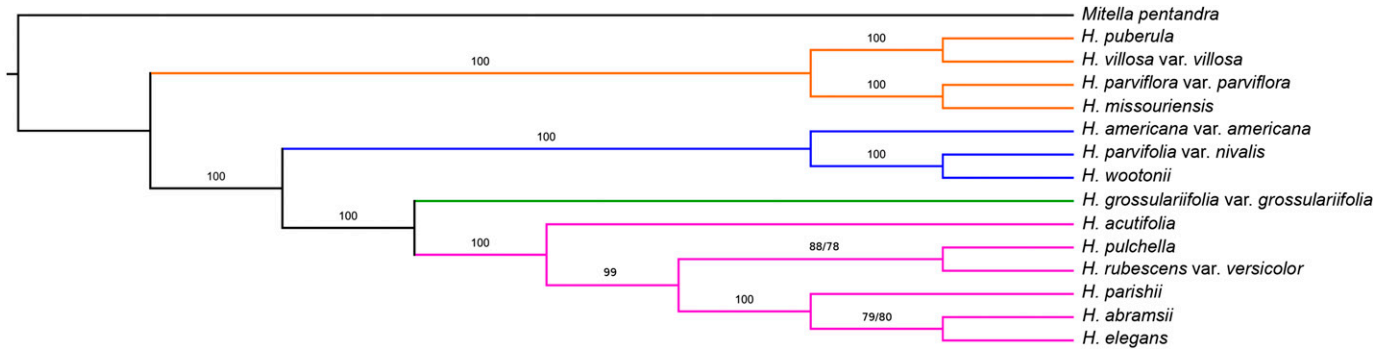 Mitella pentandra
100
H. puberula
100
H. villosa var. villosa
H. parviflora var. parviflora
100
H. missouriensis
H. americana var. americana
100
H. parvifolia var. nivalis
100
100
H. wootonii
H. grossulariifolia var. grossulariifolia
100
H. acutifolia
100
88/78
H. pulchella
99
H. rubescens var. versicolor
H. parishii
100
79/80
H. abramsii
H. elegans